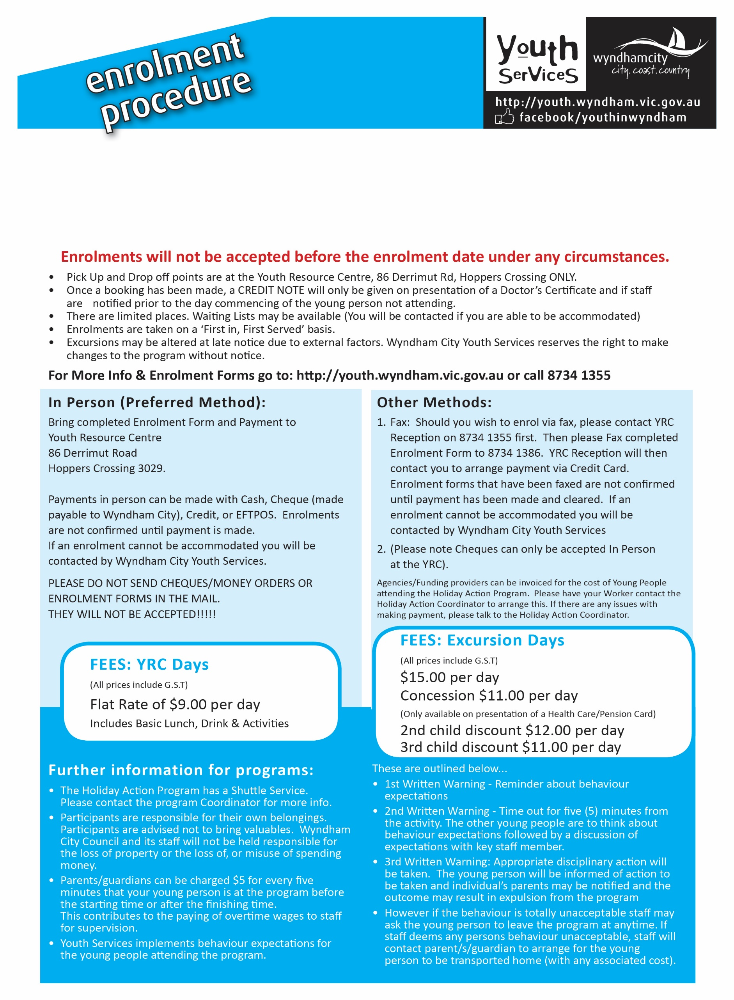 enrolment
procedure
Youth
Services
wyndhamcity
city. coast. country
http://youth.wyndham.vic.gov.au
facebook/youthinwyndham
Enrolments will not be accepted before the enrolment date under any circumstances.
• Pick Up and Drop off points are at the Youth Resource Centre, 86 Derrimut Rd, Hoppers Crossing ONLY.
• Once a booking has been made, a CREDIT NOTE will only be given on presentation of a Doctor's Certificate and if staff
are notified prior to the day commencing of the young person not attending.
• There are limited places. Waiting Lists may be available (You will be contacted if you are able to be accommodated)
• Enrolments are taken on a 'First in, First Served' basis.
• Excursions may be altered at late notice due to external factors. Wyndham City Youth Services reserves the right to make
changes to the program without notice.
For More Info & Enrolment Forms go to: http://youth.wyndham.vic.gov.au or call 8734 1355
In Person (Preferred Method):
Bring completed Enrolment Form and Payment to
Youth Resource Centre
86 Derrimut Road
Hoppers Crossing 3029.
Payments in person can be made with Cash, Cheque (made
payable to Wyndham City), Credit, or EFTPOS. Enrolments
are not confirmed until payment is made.
If an enrolment cannot be accommodated you will be
contacted by Wyndham City Youth Services.
PLEASE DO NOT SEND CHEQUES/MONEY ORDERS OR
ENROLMENT FORMS IN THE MAIL.
THEY WILL NOT BE ACCEPTED!!!!!
Other Methods:
1. Fax: Should you wish to enrol via fax, please contact YRC
Reception on 8734 1355 first. Then please Fax completed
Enrolment Form to 8734 1386. YRC Reception will then
contact you to arrange payment via Credit Card.
Enrolment forms that have been faxed are not confirmed
until payment has been made and cleared. If an
enrolment cannot be accommodated you will be
contacted by Wyndham City Youth Services
2. (Please note Cheques can only be accepted In Person
at the YRC).
Agencies/Funding providers can be invoiced for the cost of Young People
attending the Holiday Action Program. Please have your Worker contact the
Holiday Action Coordinator to arrange this. If there are any issues with
making payment, please talk to the Holiday Action Coordinator.
FEES: YRC Days
(All prices include G.S.T)
Flat Rate of $9.00 per day
Includes Basic Lunch, Drink & Activities
FEES: Excursion Days
(All prices include G.S.T)
$15.00 per day
Concession $11.00 per day
(Only available on presentation of a Health Care/Pension Card)
2nd child discount $12.00 per day
3rd child discount $11.00 per day
Further information for programs:
• The Holiday Action Program has a Shuttle Service.
Please contact the program Coordinator for more info.
• Participants are responsible for their own belongings.
Participants are advised not to bring valuables. Wyndham
City Council and its staff will not be held responsible for
the loss of property or the loss of, or misuse of spending
money.
• Parents/guardians can be charged $5 for every five
minutes that your young person is at the program before
the starting time or after the finishing time.
This contributes to the paying of overtime wages to staff
for supervision.
• Youth Services implements behaviour expectations for
the young people attending the program.
These are outlined below...
• 1st Written Warning - Reminder about behaviour
expectations
• 2nd Written Warning - Time out for five (5) minutes from
the activity. The other young people are to think about
behaviour expectations followed by a discussion of
expectations with key staff member.
• 3rd Written Warning: Appropriate disciplinary action will
be taken. The young person will be informed of action to
be taken and individual's parents may be notified and the
outcome may result in expulsion from the program
• However if the behaviour is totally unacceptable staff may
ask the young person to leave the program at anytime. If
staff deems any persons behaviour unacceptable, staff will
contact parent/s/guardian to arrange for the young
person to be transported home (with any associated cost).